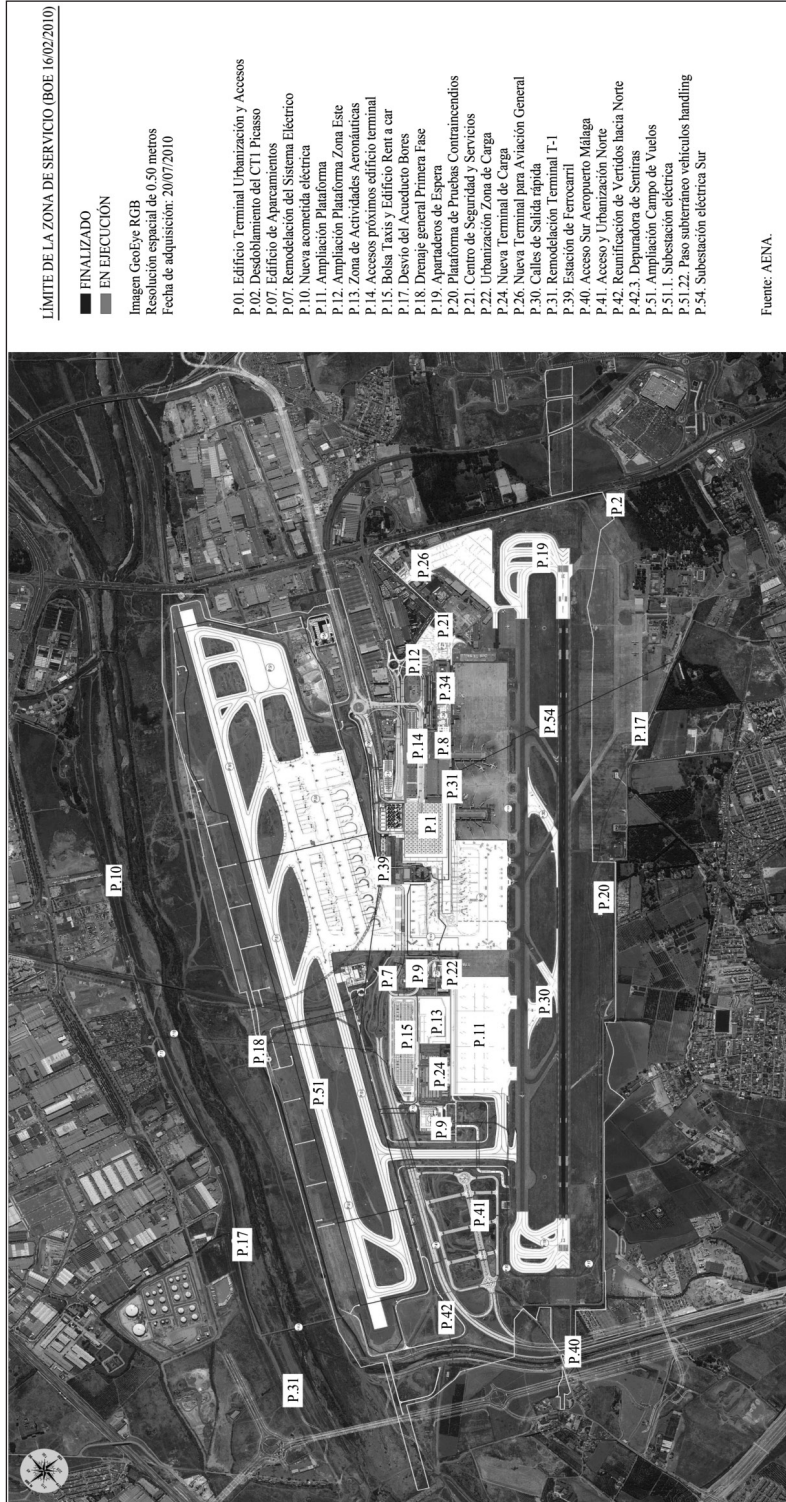 LÍMITE DE LA ZONA DE SERVICIO (BOE 16/02/2010)
FINALIZADO
EN EJECUCIÓN
Imagen GeoEye RGB
Resolución espacial de 0.50 metros
Fecha de adquisición: 20/07/2010
P.01. Edificio Terminal Urbanización y Accesos
P.02. Desdoblamiento del CT1 Picasso
P.07. Edificio de Aparcamientos
P.07. Remodelación del Sistema Eléctrico
P.10. Nueva acometida eléctrica
P.11. Ampliación Plataforma
P.12. Ampliación Plataforma Zona Este
P.13. Zona de Actividades Aeronáuticas
P.14. Accesos próximos edificio terminal
P.15. Bolsa Taxis y Edificio Rent a car
P.17. Desvío del Acueducto Bores
P.18. Drenaje general Primera Fase
P.19. Apartaderos de Espera
P.20. Plataforma de Pruebas Contraincendios
P.21. Centro de Seguridad y Servicios
P.22. Urbanización Zona de Carga
P.24. Nueva Terminal de Carga
P.26. Nueva Terminal para Aviación General
P.30. Calles de Salida rápida
P.31. Remodelación Terminal T-1
P.39. Estación de Ferrocarril
P.40. Acceso Sur Aeropuerto Málaga
P.41. Acceso y Urbanización Norte
P.42. Reunificación de Vertidos hacia Norte
P.42.3. Depuradora de Sentiras
P.51. Ampliación Campo de Vuelos
P.51.1. Subestación eléctrica
P.51.22. Paso subterráneo vehículos handling
P.54. Subestación eléctrica Sur
Fuente: AENA.
P.31
P.17
P.10
P.18
P.51
P.42
P.41
P.40
P.9
P.24
P.15
P.13
P.7
P.9
P.22
P.11
P.39
P.1
P.31
P.14
P.8
P.34
P.12
P.21
P.26
P.19
P.2
P.30
P.54
P.20
P.17